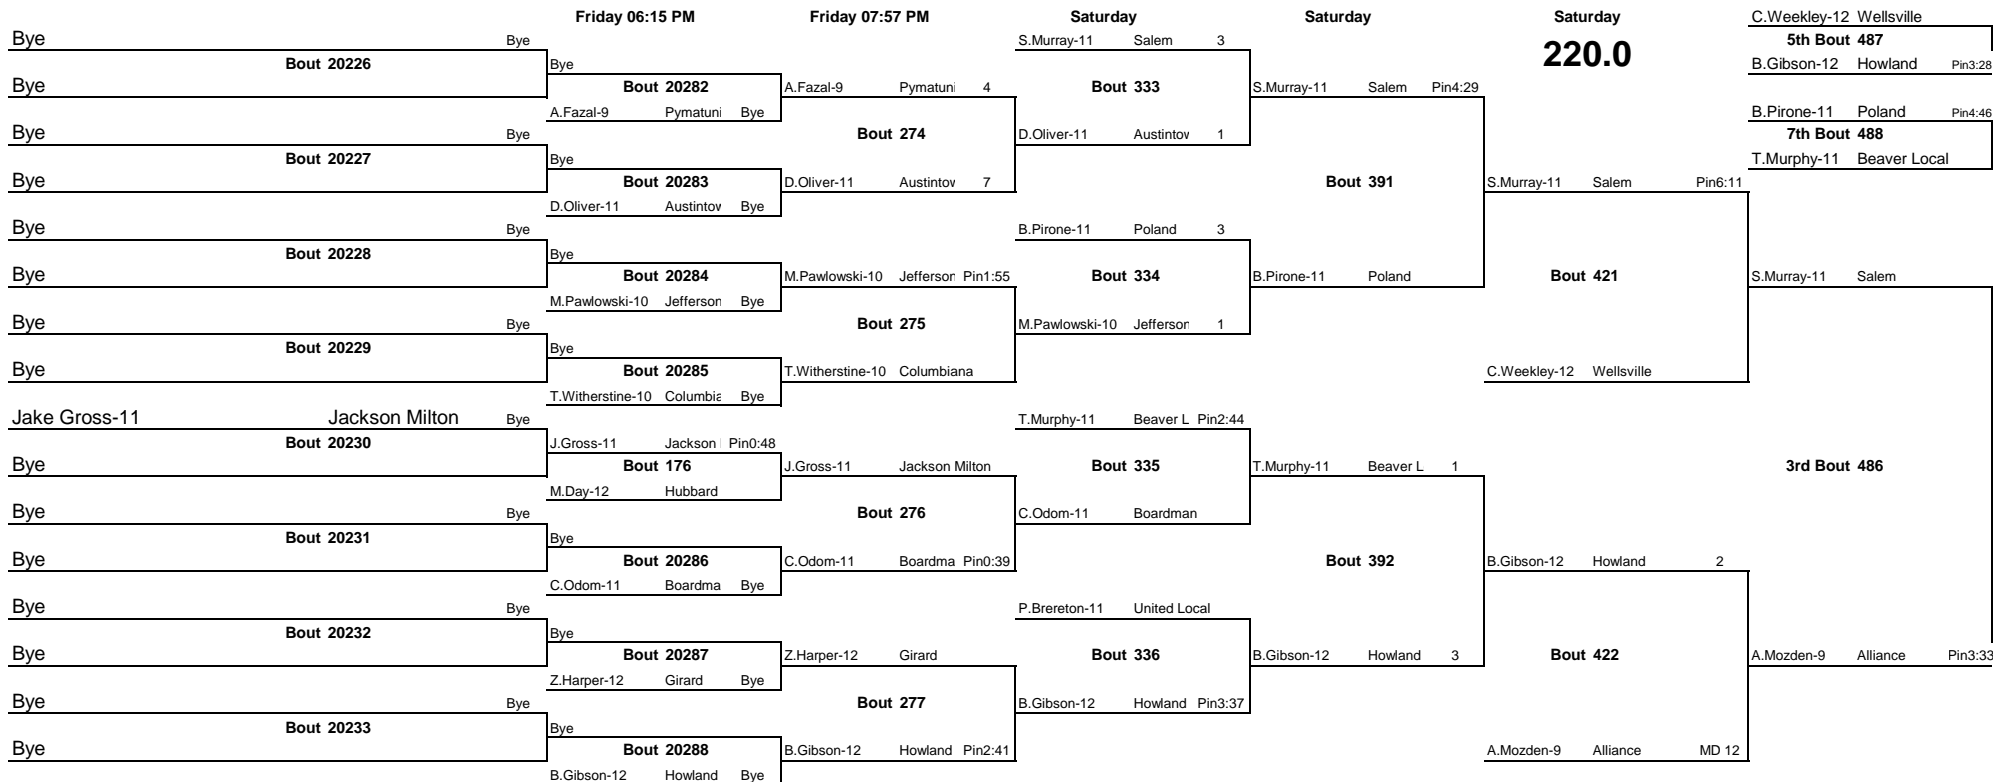 Friday 06:15 PM Friday 07:57 PM Saturday Saturday Saturday
220.0
Bye Bye
Bout 20226
Bye
Bye Bye
Bout 20227
Bye
Bye Bye
Bout 20228
Bye
Bye Bye
Bout 20229
Bye
Jake Gross-11 Jackson Milton Bye
Bout 20230
Bye
Bye Bye
Bout 20231
Bye
Bye Bye
Bout 20232
Bye
Bye Bye
Bout 20233
Bye
Bye
Bout 20282
A.Fazal-9 Pymatuni Bye
Bye
Bout 20283
D.Oliver-11 Austintov Bye
Bye
Bout 20284
M.Pawlowski-10 Jefferson Bye
Bye
Bout 20285
T.Witherstine-10 Columbia Bye
J.Gross-11 Jackson Pin0:48
Bout 176
M.Day-12 Hubbard
Bye
Bout 20286
C.Odom-11 Boardma Bye
Bye
Bout 20287
Z.Harper-12 Girard Bye
Bye
Bout 20288
B.Gibson-12 Howland Bye
A.Fazal-9 Pymatuni 4
Bout 274
D.Oliver-11 Austintov 7
M.Pawlowski-10 Jefferson Pin1:55
Bout 275
T.Witherstine-10 Columbiana
J.Gross-11 Jackson Milton
Bout 276
C.Odom-11 Boardma Pin0:39
Z.Harper-12 Girard
Bout 277
B.Gibson-12 Howland Pin2:41
S.Murray-11 Salem 3
Bout 333
D.Oliver-11 Austintov 1
B.Pirone-11 Poland 3
Bout 334
M.Pawlowski-10 Jefferson 1
T.Murphy-11 Beaver L Pin2:44
Bout 335
C.Odom-11 Boardman
P.Brereton-11 United Local
Bout 336
B.Gibson-12 Howland Pin3:37
S.Murray-11 Salem Pin4:29
Bout 391
B.Pirone-11 Poland
T.Murphy-11 Beaver L 1
Bout 392
B.Gibson-12 Howland 3
S.Murray-11 Salem Pin6:11
Bout 421
C.Weekley-12 Wellsville
B.Gibson-12 Howland 2
Bout 422
A.Mozden-9 Alliance MD 12
C.Weekley-12 Wellsville
5th Bout 487
B.Gibson-12 Howland Pin3:28
B.Pirone-11 Poland Pin4:46
7th Bout 488
T.Murphy-11 Beaver Local
S.Murray-11 Salem
3rd Bout 486
A.Mozden-9 Alliance Pin3:33